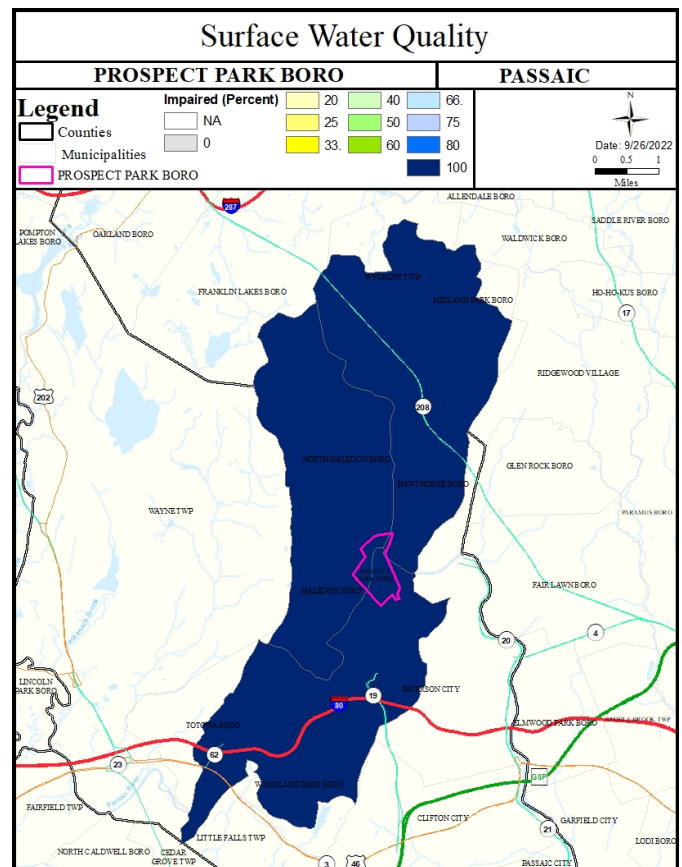 Surface Water Quality
PROSPECT PARK BORO
PASSAIC
Legend
Counties
Municipalities
PROSPECT PARK BORO
Impaired (Percent)
NA
0
20
25
33.
40
50
60
66.
75
80
100
N
Date: 9/26/2022
0 0.5 1
Miles
ALLENDALE BORO
287
SADDLE RIVER BORO
POMPTON
LAKES BORO
OAKLAND BORO
WALDWICK BORO
WYCKOFF TWP
FRANKLIN LAKES BORO
MIDLAND PARK BORO
HO-HO-KUS BORO
17
RIDGEWOOD VILLAGE
202
208
NORTH HALEDON BORO
GLEN ROCK BORO
HAWTHORNE BORO
WAYNE TWP
PARAMUS BORO
FAIR LAWN BORO
HALEDON BORO
20
4
LINCOLN
PARK BORO
PATERSON CITY
19
80
TOTOWA BORO
ELMWOOD PARK BORO
SADDLE BROOK TWP
62
23
GSP
WOODLAND PARK BORO
Passaic River
FAIRFIELD TWP
CLIFTON CITY
GARFIELD CITY
21
LITTLE FALLS TWP
LODI BORO
NORTH CALDWELL BORO
CEDAR
GROVE TWP
3
46
PASSAIC CITY